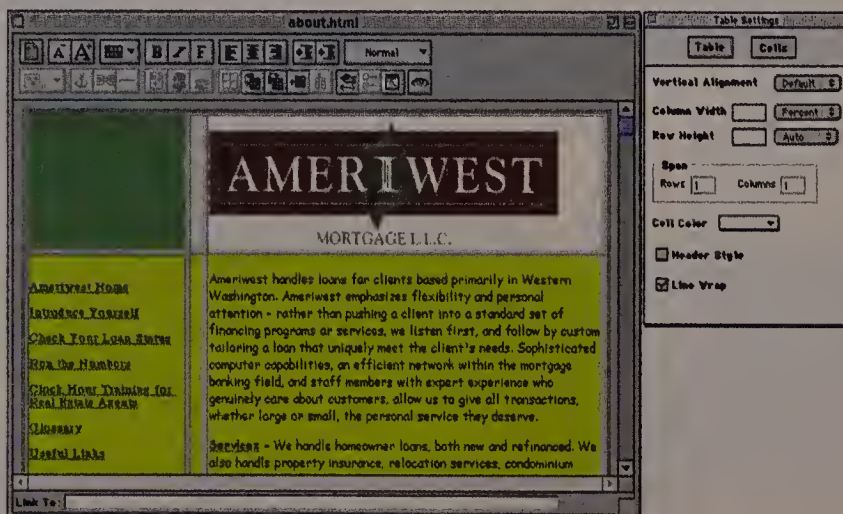 about.html
Table Settings
B I F
Normal
Table Cells
Vertical Alignment Default
Column Width Percent
Row Height Auto
Span
Rows 1 Columns 1
Cell Color
Header Style
Line Wrap
AMERIWEST
MORTGAGE L.L.C.
Ameriwest Home
Introduce Yourself
Check Your Loan Status
Run the Numbers
Clock Hour Training for
Real Estate Agents
Glossary
Useful Links
Ameriwest handles loans for clients based primarily in Western
Washington. Ameriwest emphasizes flexibility and personal
attention - rather than pushing a client into a standard set of
financing programs or services, we listen first, and follow by custom
tailoring a loan that uniquely meet the client's needs. Sophisticated
computer capabilities, an efficient network within the mortgage
banking field, and staff members with expert experience who
genuinely care about customers, allow us to give all transactions,
whether large or small, the personal service they deserve.
Services - We handle homeowner loans, both new and refinanced. We
also handle property insurance, relocation services, condominium
Link To: